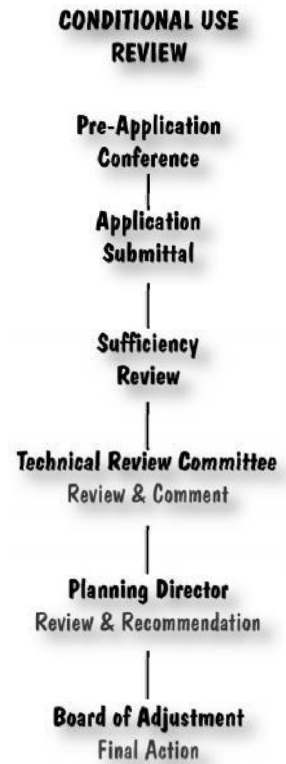 CONDITIONAL USE
REVIEW
Pre-Application
Conference
Application
Submittal
Sufficiency
Review
Technical Review Committee
Review & Comment
Planning Director
Review & Recommendation
Board of Adjustment
Final Action